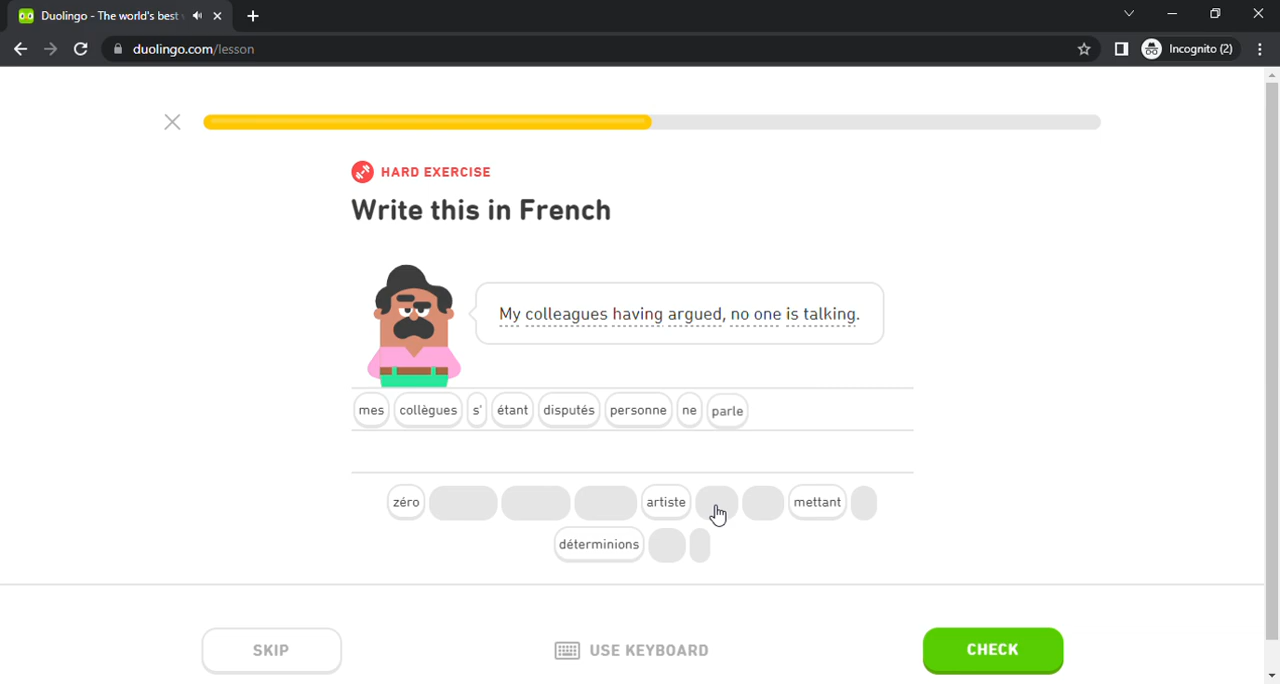 Duolingo - The world's best
duolingo.com/lesson
Incognito (2)
HARD EXERCISE
Write this in French
My colleagues having argued, no one is talking.
mes collègues s' étant disputés personne ne parle
zéro artiste mettant
déterminions
SKIP
USE KEYBOARD
CHECK